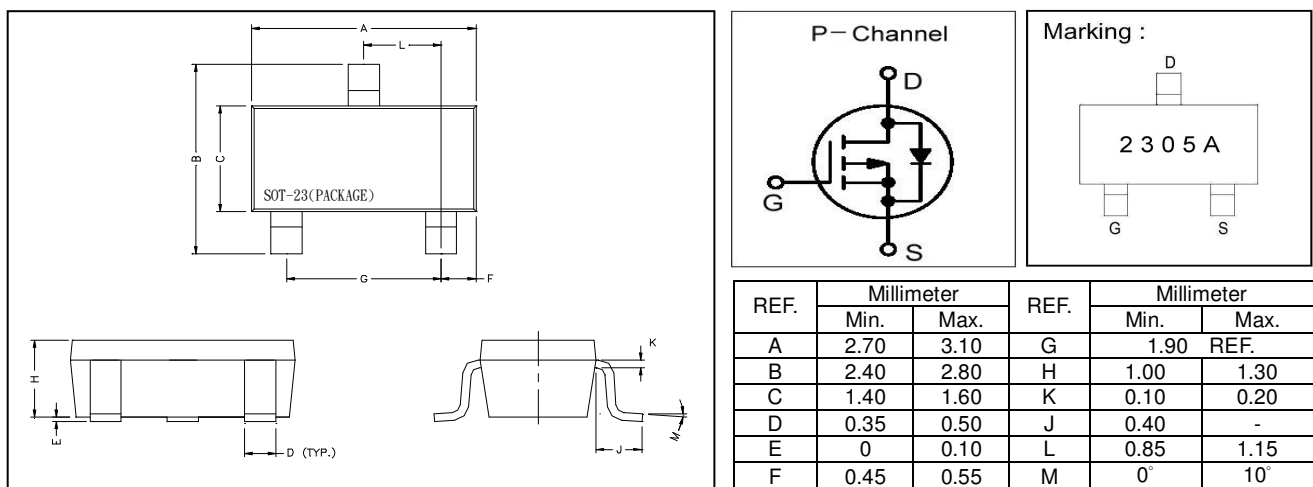 A
L
B
C
SOT-23(PACKAGE)
G
F
H
E
D (TYP.)
K
J
M
P-Channel
D
G
S
Marking :
D
2305A
G S
REF. Millimeter REF. Millimeter
Min. Max. Min. Max.
A 2.70 3.10 G 1.90 REF.
B 2.40 2.80 H 1.00 1.30
C 1.40 1.60 K 0.10 0.20
D 0.35 0.50 J 0.40 -
E 0 0.10 L 0.85 1.15
F 0.45 0.55 M 0° 10°